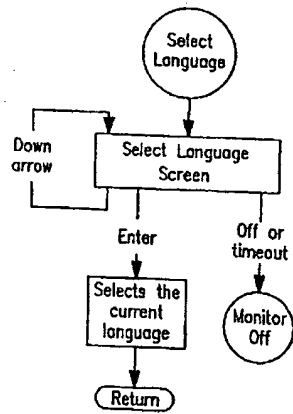 Select
Language
Down
arrow
Select Language
Screen
Enter
Off or
timeout
Selects the
current
language
Monitor
Off
Return